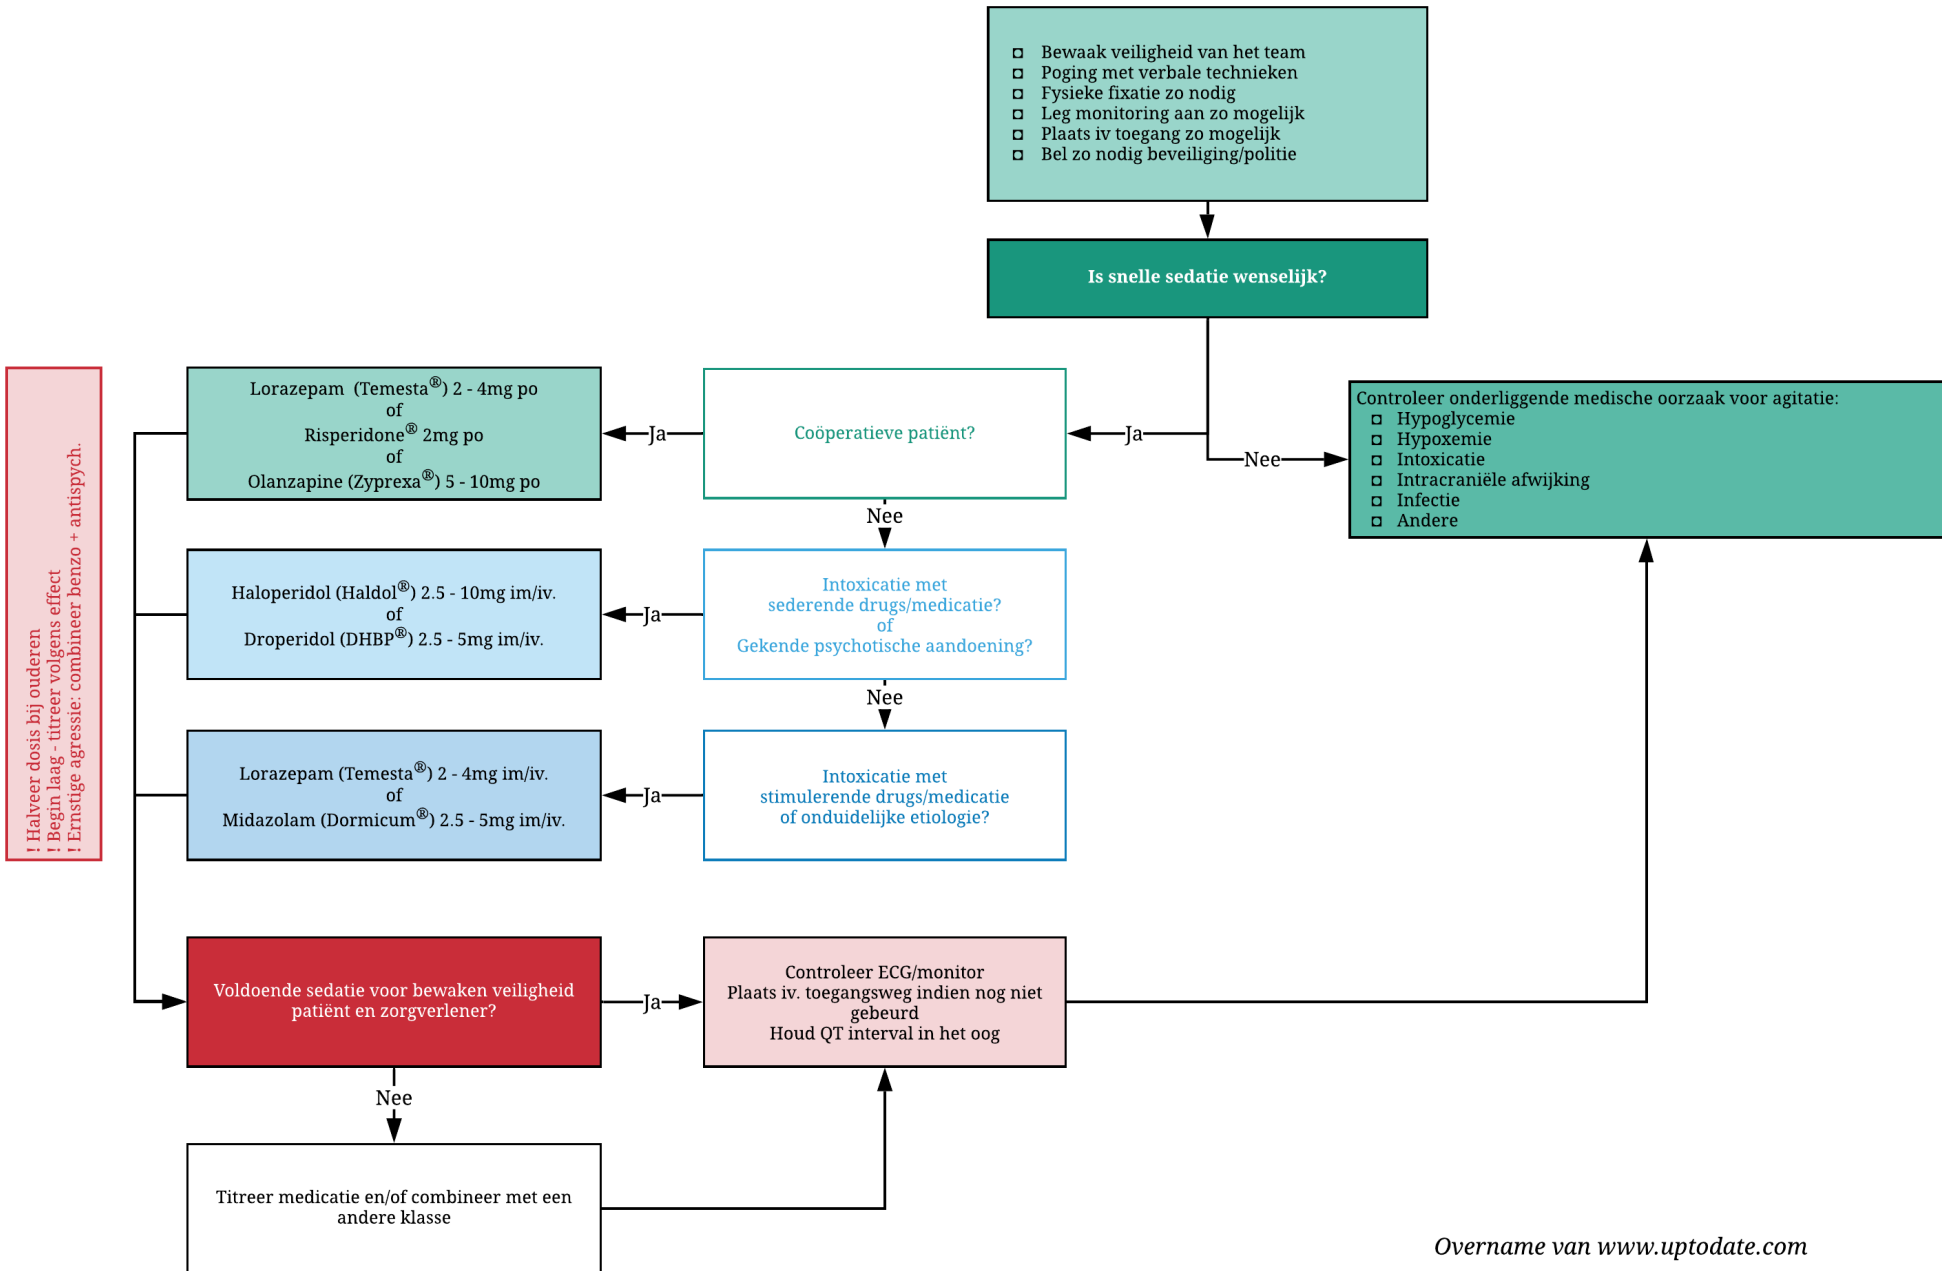 ◘ Bewaak veiligheid van het team
◘ Poging met verbale technieken
◘ Fysieke fixatie zo nodig
◘ Leg monitoring aan zo mogelijk
◘ Plaats iv toegang zo mogelijk
◘ Bel zo nodig beveiliging/politie
Is snelle sedatie wenselijk?
Ja
Nee
Controleer onderliggende medische oorzaak voor agitatie:
◘ Hypoglycemie
◘ Hypoxemie
◘ Intoxicatie
◘ Intracraniële afwijking
◘ Infectie
◘ Andere
Coöperatieve patiënt?
Ja
Lorazepam (Temesta®) 2 - 4mg po
of
Risperidone® 2mg po
of
Olanzapine (Zyprexa®) 5 - 10mg po
Nee
Intoxicatie met
sederende drugs/medicatie?
of
Gekende psychotische aandoening?
Ja
Haloperidol (Haldol®) 2.5 - 10mg im/iv.
of
Droperidol (DHBP®) 2.5 - 5mg im/iv.
Nee
Intoxicatie met
stimulerende drugs/medicatie
of onduidelijke etiologie?
Ja
Lorazepam (Temesta®) 2 - 4mg im/iv.
of
Midazolam (Dormicum®) 2.5 - 5mg im/iv.
! Halveer dosis bij ouderen
! Begin laag - titreer volgens effect
! Ernstige agressie: combineer benzo + antispych.
Voldoende sedatie voor bewaken veiligheid
patiënt en zorgverlener?
Ja
Controleer ECG/monitor
Plaats iv. toegangsweg indien nog niet
gebeurd
Houd QT interval in het oog
Nee
Titreer medicatie en/of combineer met een
andere klasse
Overname van www.uptodate.com